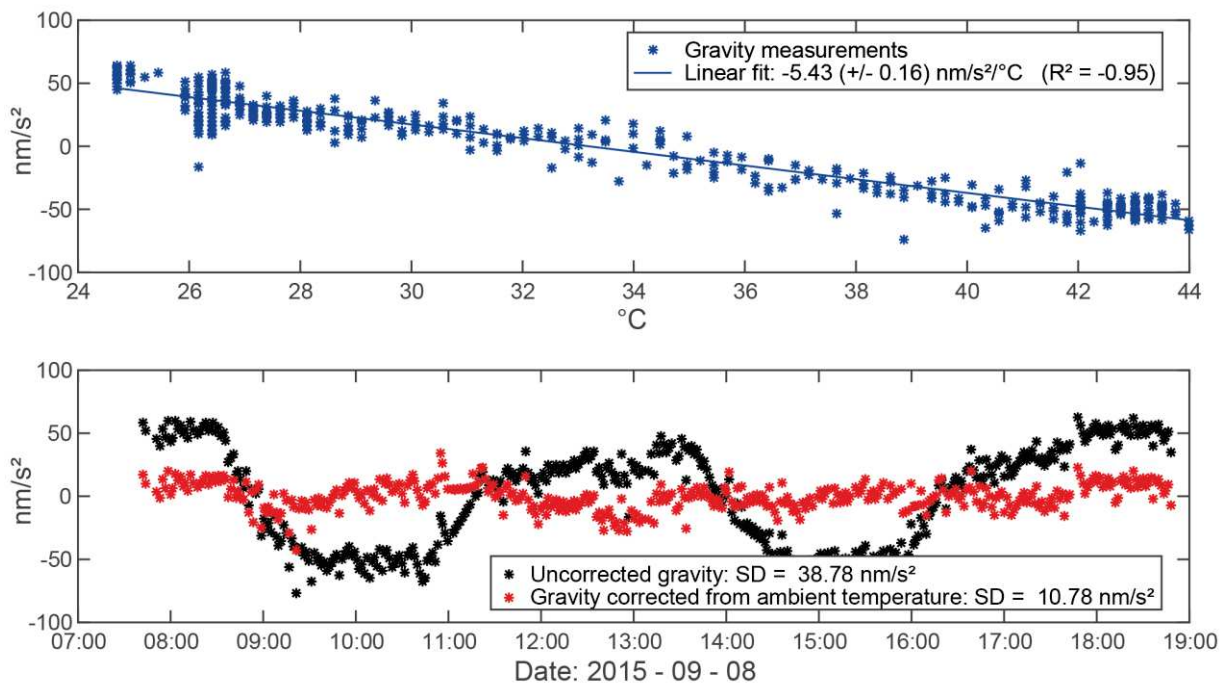 100
50
0
-50
-100
nm/s²
Gravity measurements
Linear fit: -5.43 (+/- 0.16) nm/s²/°C (R² = -0.95)
24 26 28 30 32 34 36 38 40 42 44
°C
100
50
0
-50
-100
nm/s²
Uncorrected gravity: SD = 38.78 nm/s²
Gravity corrected from ambient temperature: SD = 10.78 nm/s²
07:00 08:00 09:00 10:00 11:00 12:00 13:00 14:00 15:00 16:00 17:00 18:00 19:00
Date: 2015 - 09 - 08